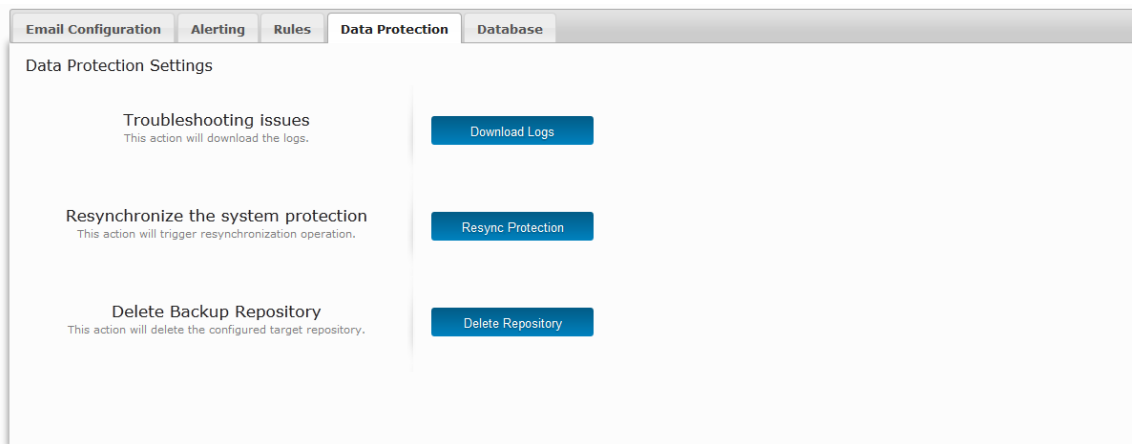 Email Configuration Alerting Rules Data Protection Database
Data Protection Settings
Troubleshooting issues
This action will download the logs.
Download Logs
Resynchronize the system protection
This action will trigger resynchronization operation.
Resync Protection
Delete Backup Repository
This action will delete the configured target repository.
Delete Repository